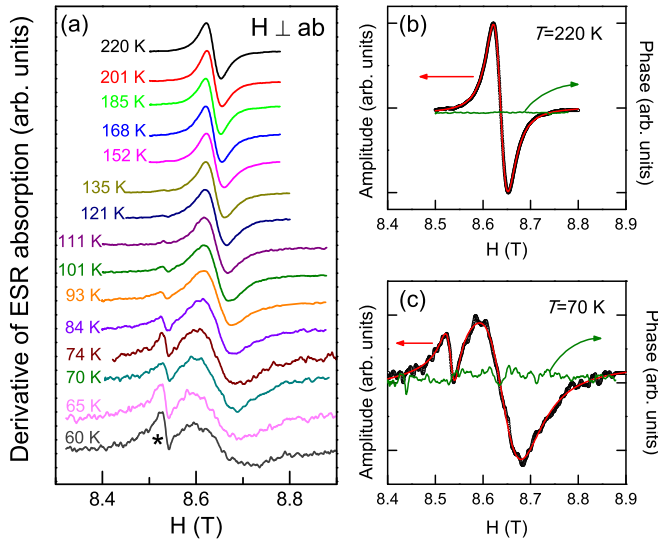 (a)
H ⊥ ab
Derivative of ESR absorption (arb. units)
220 K
201 K
185 K
168 K
152 K
135 K
121 K
111 K
101 K
93 K
84 K
74 K
70 K
65 K
60 K
*
8.4 8.6 8.8
H (T)
(b)
T=220 K
Amplitude (arb. units)
Phase (arb. units)
8.4 8.5 8.6 8.7 8.8 8.9
H (T)
(c)
T=70 K
Amplitude (arb. units)
Phase (arb. units)
8.4 8.5 8.6 8.7 8.8 8.9
H (T)